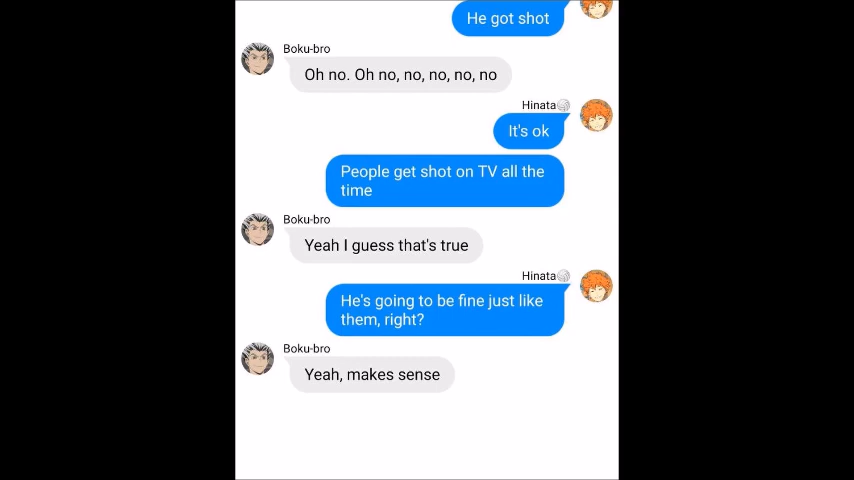 He got shot
Boku-bro
Oh no. Oh no, no, no, no, no
Hinata🏐
It's ok
People get shot on TV all the
time
Boku-bro
Yeah I guess that's true
Hinata🏐
He's going to be fine just like
them, right?
Boku-bro
Yeah, makes sense